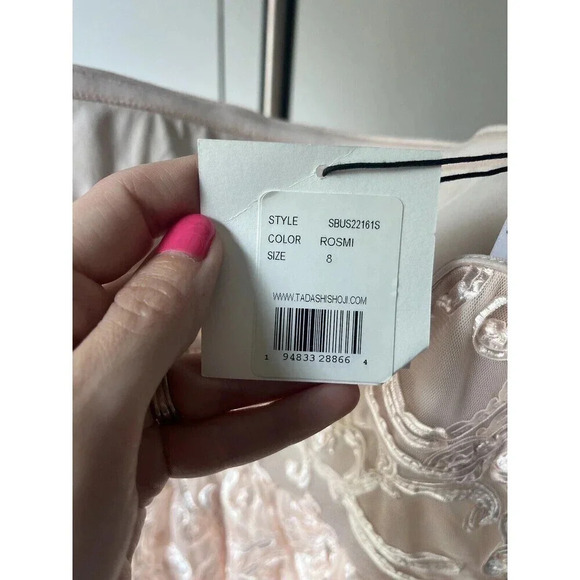 STYLE SBUS22161S
COLOR ROSMI
SIZE 8
WWW.TADASHISHOJI.COM
1 94833 28866 4